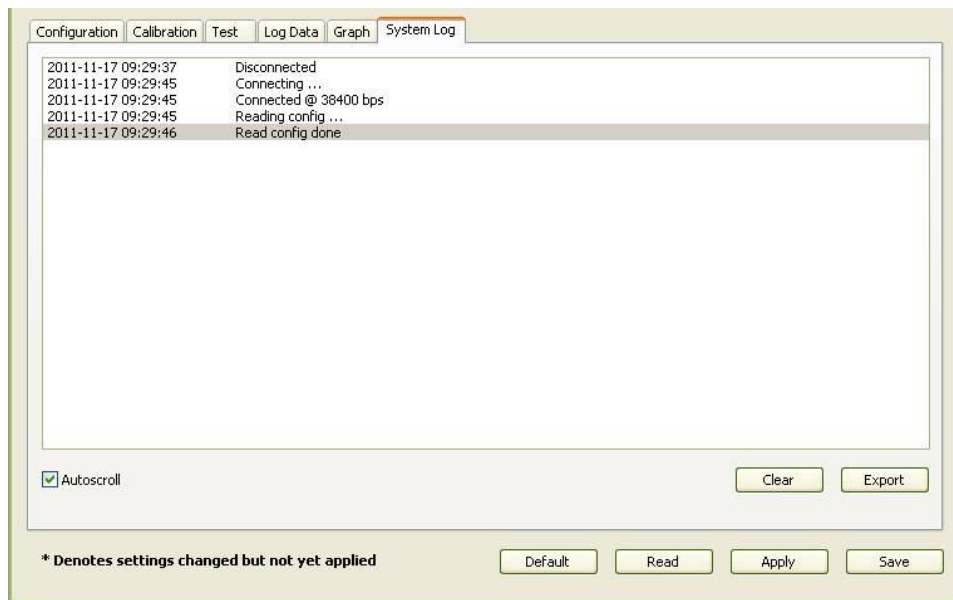 Configuration Calibration Test Log Data Graph System Log
2011-11-17 09:29:37 Disconnected
2011-11-17 09:29:45 Connecting ...
2011-11-17 09:29:45 Connected @ 38400 bps
2011-11-17 09:29:45 Reading config ...
2011-11-17 09:29:46 Read config done
Autoscroll Clear Export
* Denotes settings changed but not yet applied Default Read Apply Save